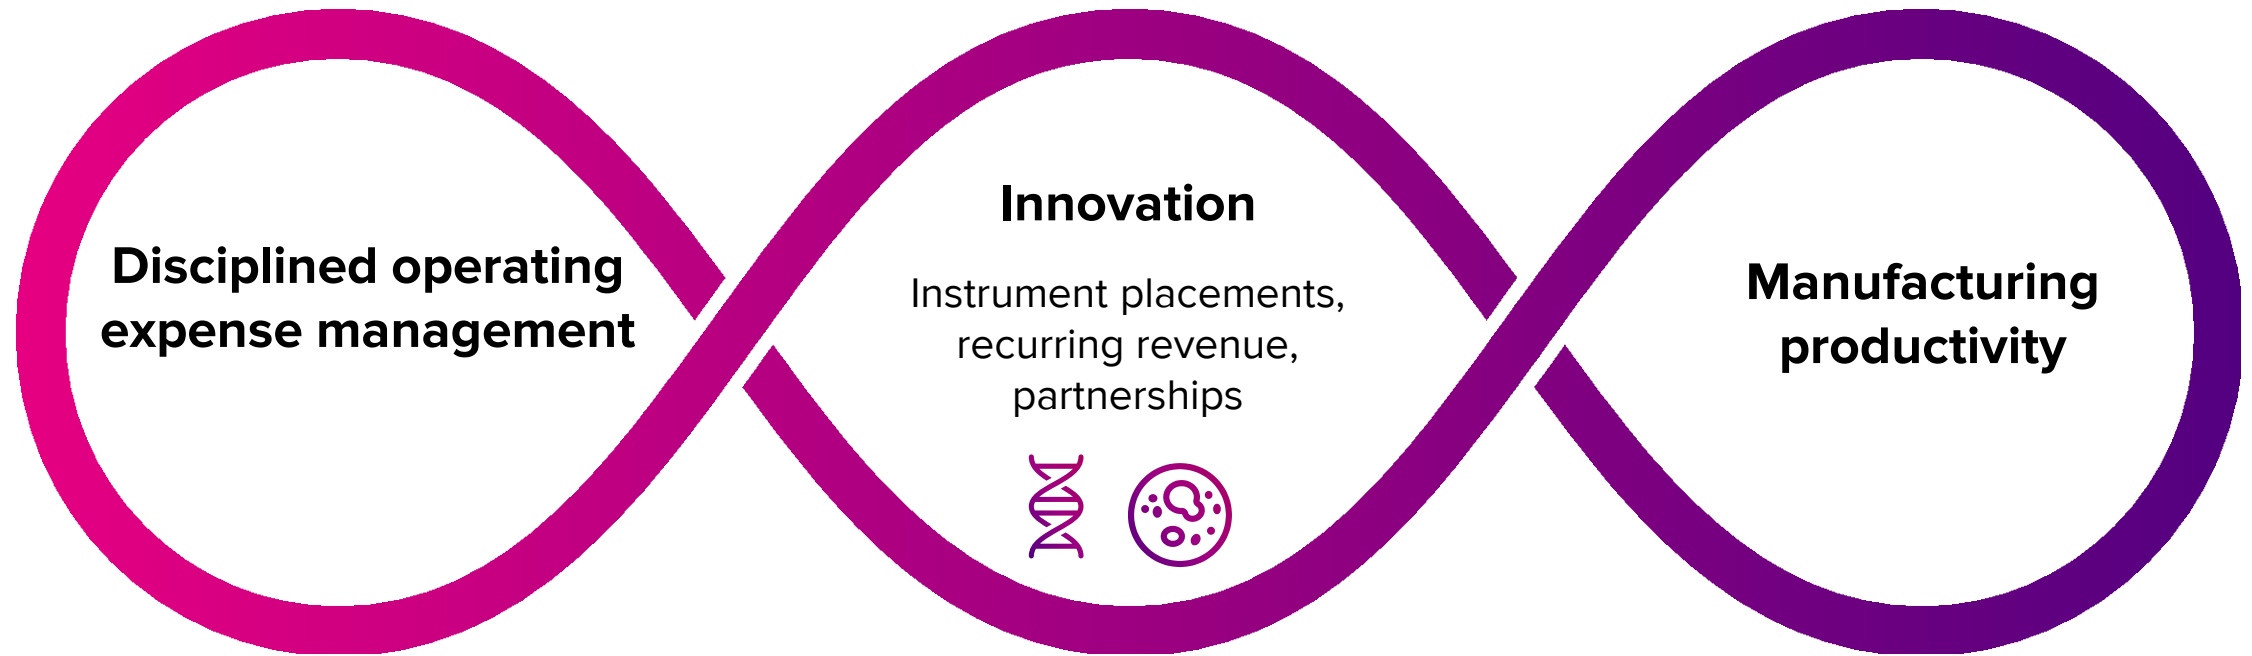 Disciplined operating
expense management
Innovation
Instrument placements,
recurring revenue,
partnerships
Manufacturing
productivity